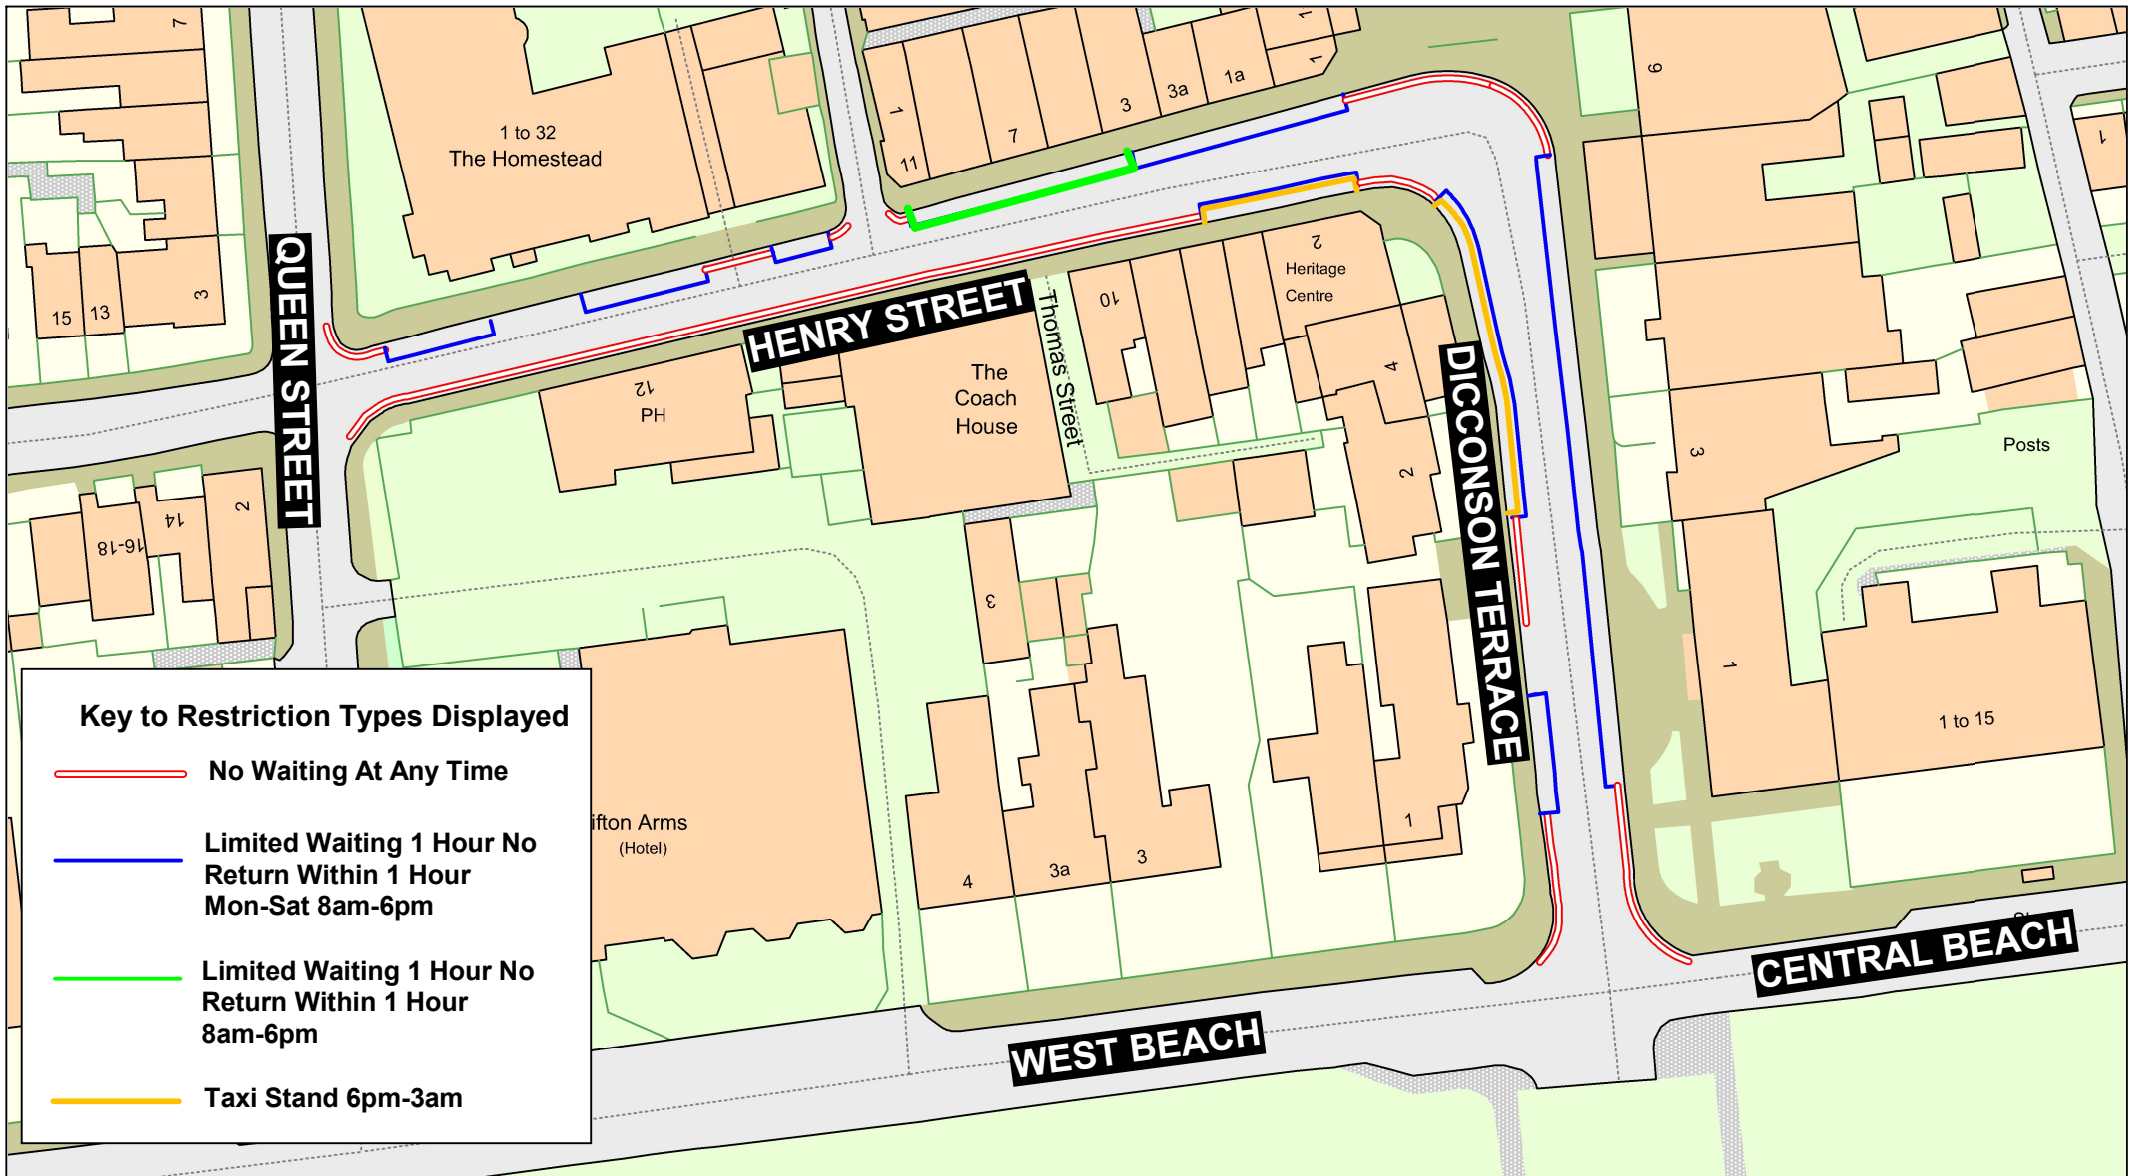 7
1 to 32
The Homestead
1
11
7
3
3a
1a
1
1
9
1
15
13
3
QUEEN STREET
HENRY STREET
Thomas Street
10
2
Heritage
Centre
4
2
12
PH
The
Coach
House
DICCONSON TERRACE
3
Posts
16-18
14
2
3
1
1 to 15
Key to Restriction Types Displayed
No Waiting At Any Time
Limited Waiting 1 Hour No
Return Within 1 Hour
Mon-Sat 8am-6pm
Limited Waiting 1 Hour No
Return Within 1 Hour
8am-6pm
Taxi Stand 6pm-3am
ifton Arms
(Hotel)
4
3a
3
1
CENTRAL BEACH
WEST BEACH